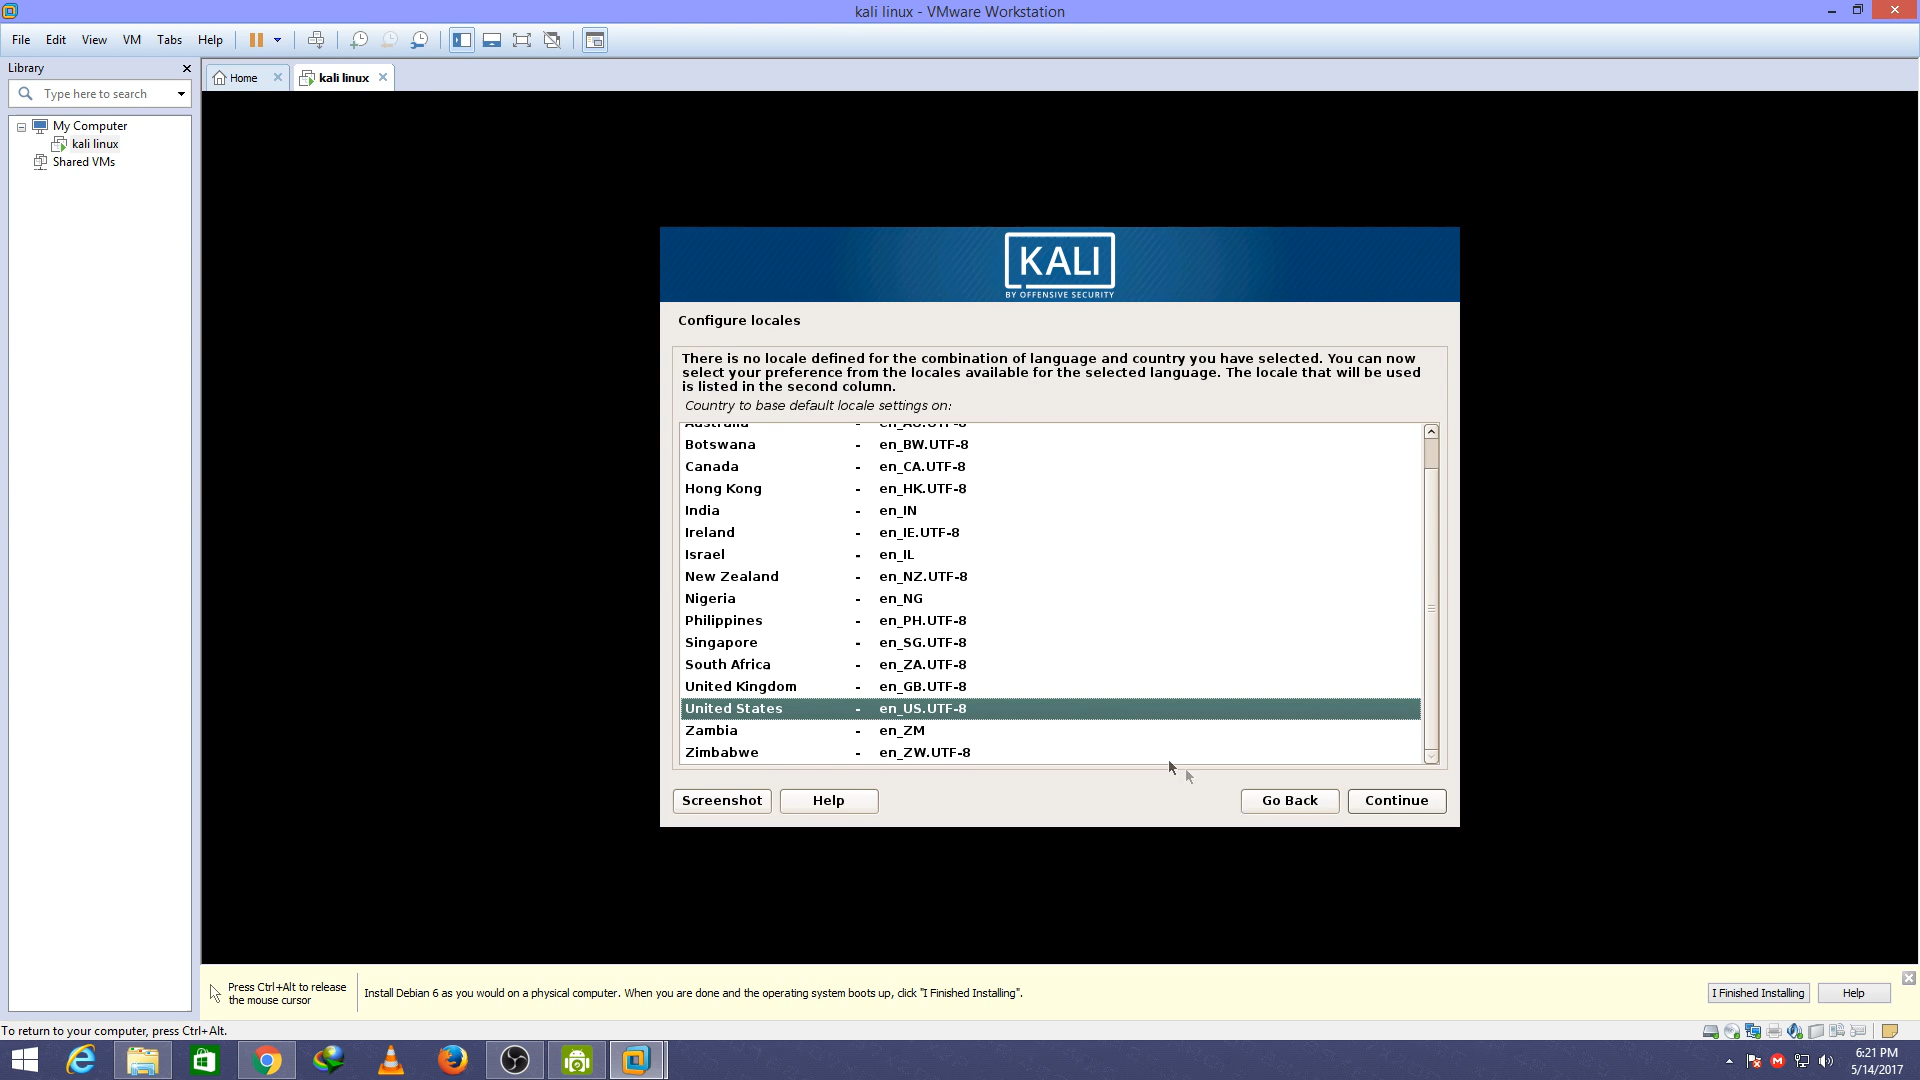 kali linux - VMware Workstation
File Edit View VM Tabs Help
Library
Home
kali linux
Type here to search
My Computer
kali linux
Shared VMs
KALI
BY OFFENSIVE SECURITY
Configure locales
There is no locale defined for the combination of language and country you have selected. You can now
select your preference from the locales available for the selected language. The locale that will be used
is listed in the second column.
Country to base default locale settings on:
Australia - en_AU.UTF-8
Botswana - en_BW.UTF-8
Canada - en_CA.UTF-8
Hong Kong - en_HK.UTF-8
India - en_IN
Ireland - en_IE.UTF-8
Israel - en_IL
New Zealand - en_NZ.UTF-8
Nigeria - en_NG
Philippines - en_PH.UTF-8
Singapore - en_SG.UTF-8
South Africa - en_ZA.UTF-8
United Kingdom - en_GB.UTF-8
United States - en_US.UTF-8
Zambia - en_ZM
Zimbabwe - en_ZW.UTF-8
Screenshot Help Go Back Continue
Press Ctrl+Alt to release
the mouse cursor
Install Debian 6 as you would on a physical computer. When you are done and the operating system boots up, click "I Finished Installing".
I Finished Installing Help
To return to your computer, press Ctrl+Alt.
6:21 PM
5/14/2017